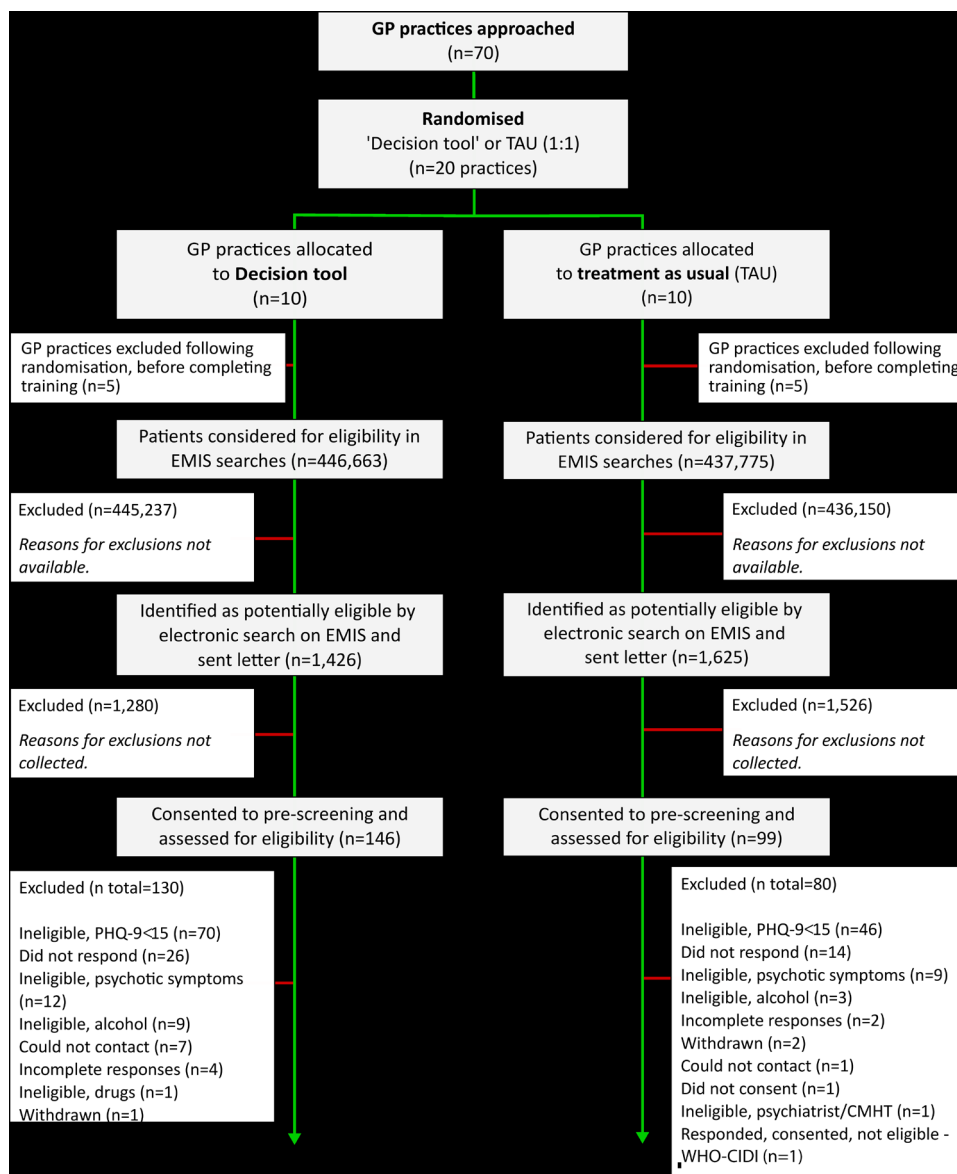 GP practices approached
(n=70)
Randomised
'Decision tool' or TAU (1:1)
(n=20 practices)
GP practices allocated
to Decision tool
(n=10)
GP practices allocated
to treatment as usual (TAU)
(n=10)
GP practices excluded following
randomisation, before completing
training (n=5)
GP practices excluded following
randomisation, before completing
training (n=5)
Patients considered for eligibility in
EMIS searches (n=446,663)
Patients considered for eligibility in
EMIS searches (n=437,775)
Excluded (n=445,237)
Reasons for exclusions not
available.
Excluded (n=436,150)
Reasons for exclusions not
available.
Identified as potentially eligible by
electronic search on EMIS and
sent letter (n=1,426)
Identified as potentially eligible by
electronic search on EMIS and
sent letter (n=1,625)
Excluded (n=1,280)
Reasons for exclusions not
collected.
Excluded (n=1,526)
Reasons for exclusions not
collected.
Consented to pre-screening and
assessed for eligibility (n=146)
Consented to pre-screening and
assessed for eligibility (n=99)
Excluded (n total=130)
Ineligible, PHQ-9<15 (n=70)
Did not respond (n=26)
Ineligible, psychotic symptoms
(n=12)
Ineligible, alcohol (n=9)
Could not contact (n=7)
Incomplete responses (n=4)
Ineligible, drugs (n=1)
Withdrawn (n=1)
Excluded (n total=80)
Ineligible, PHQ-9<15 (n=46)
Did not respond (n=14)
Ineligible, psychotic symptoms (n=9)
Ineligible, alcohol (n=3)
Incomplete responses (n=2)
Withdrawn (n=2)
Could not contact (n=1)
Did not consent (n=1)
Ineligible, psychiatrist/CMHT (n=1)
Responded, consented, not eligible -
WHO-CIDI (n=1)